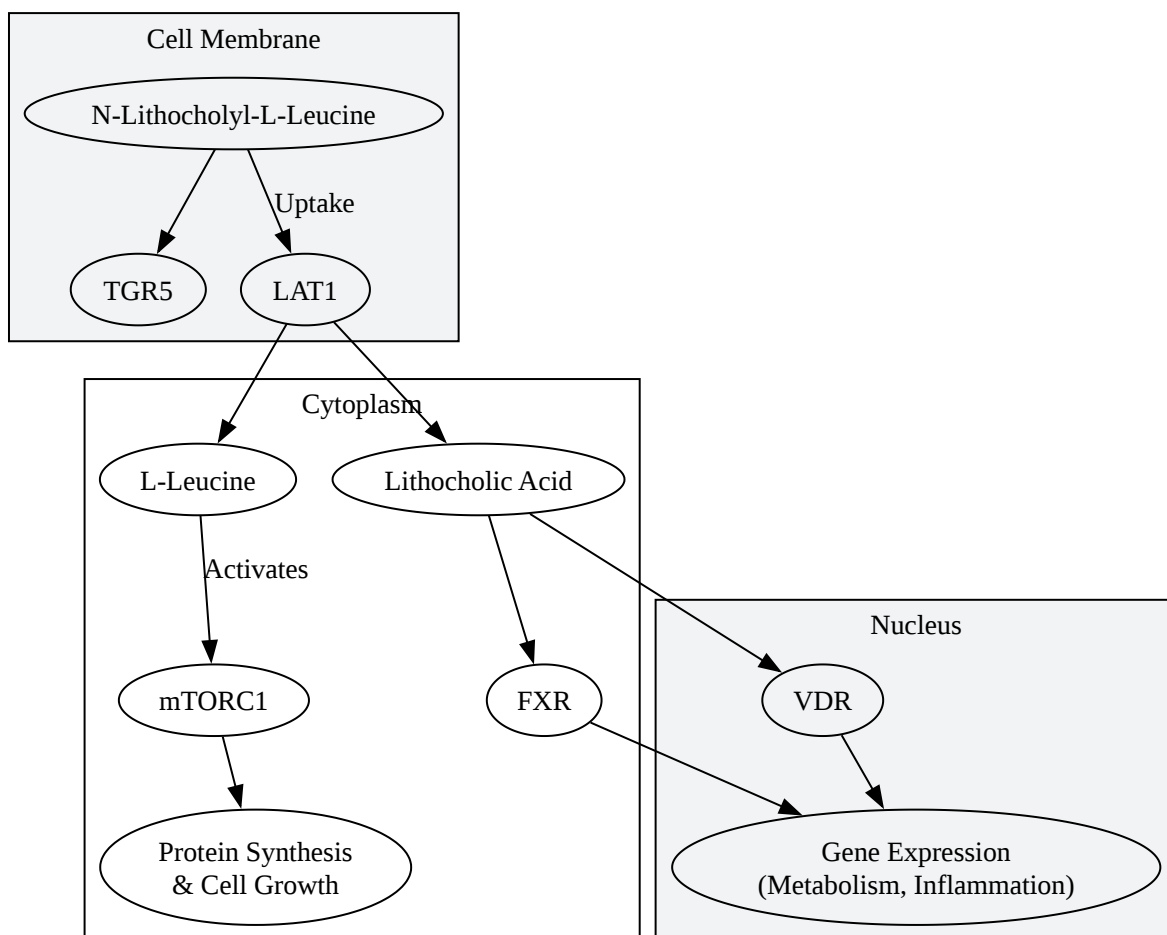 Cell Membrane
N-Lithocholyl-L-Leucine
Uptake
TGR5
LAT1
Cytoplasm
L-Leucine
Lithocholic Acid
Activates
Nucleus
mTORC1
FXR
VDR
Protein Synthesis
& Cell Growth
Gene Expression
(Metabolism, Inflammation)